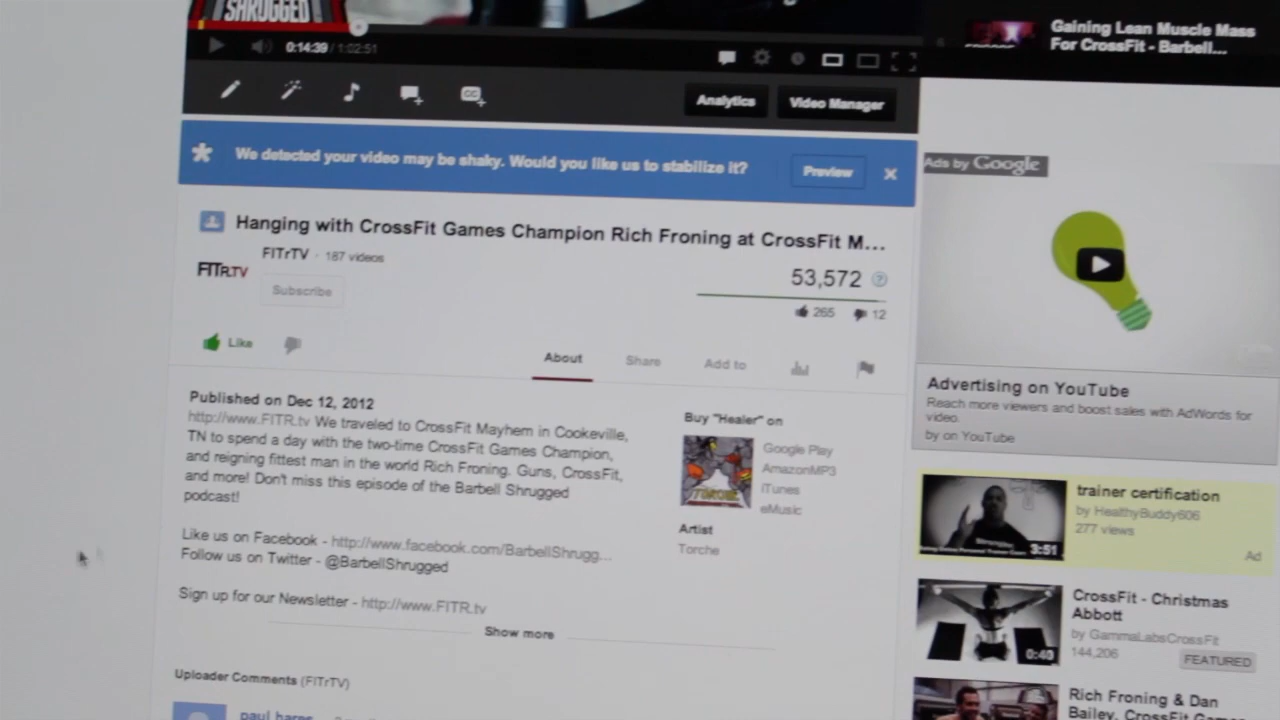 SHRUGGED
0:14:39 / 1:02:51
Gaining Lean Muscle Mass
For CrossFit - Barbell...
CC
Analytics
Video Manager
We detected your video may be shaky. Would you like us to stabilize it?
Preview
Ads by Google
Hanging with CrossFit Games Champion Rich Froning at CrossFit M...
FITrTV · 187 videos
FITR.TV
Subscribe
53,572
265
12
Like
About
Share
Add to
Published on Dec 12, 2012
http://www.FITR.tv We traveled to CrossFit Mayhem in Cookeville,
TN to spend a day with the two-time CrossFit Games Champion,
and reigning fittest man in the world Rich Froning. Guns, CrossFit,
and more! Don't miss this episode of the Barbell Shrugged
podcast!
Like us on Facebook - http://www.facebook.com/BarbellShrugg...
Follow us on Twitter - @BarbellShrugged
Sign up for our Newsletter - http://www.FITR.tv
Show more
Uploader Comments (FITrTV)
Buy "Healer" on
Google Play
AmazonMP3
iTunes
eMusic
Artist
Torche
Advertising on YouTube
Reach more viewers and boost sales with AdWords for
video.
by on YouTube
trainer certification
by HealthyBuddy606
277 views
Ad
3:51
CrossFit - Christmas
Abbott
by GammaLabsCrossFit
144,206
FEATURED
0:40
Rich Froning & Dan
Bailey, CrossFit Games